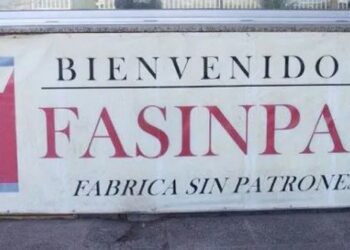 BIENVENIDO
FASINPA
FABRICA SIN PATRONE